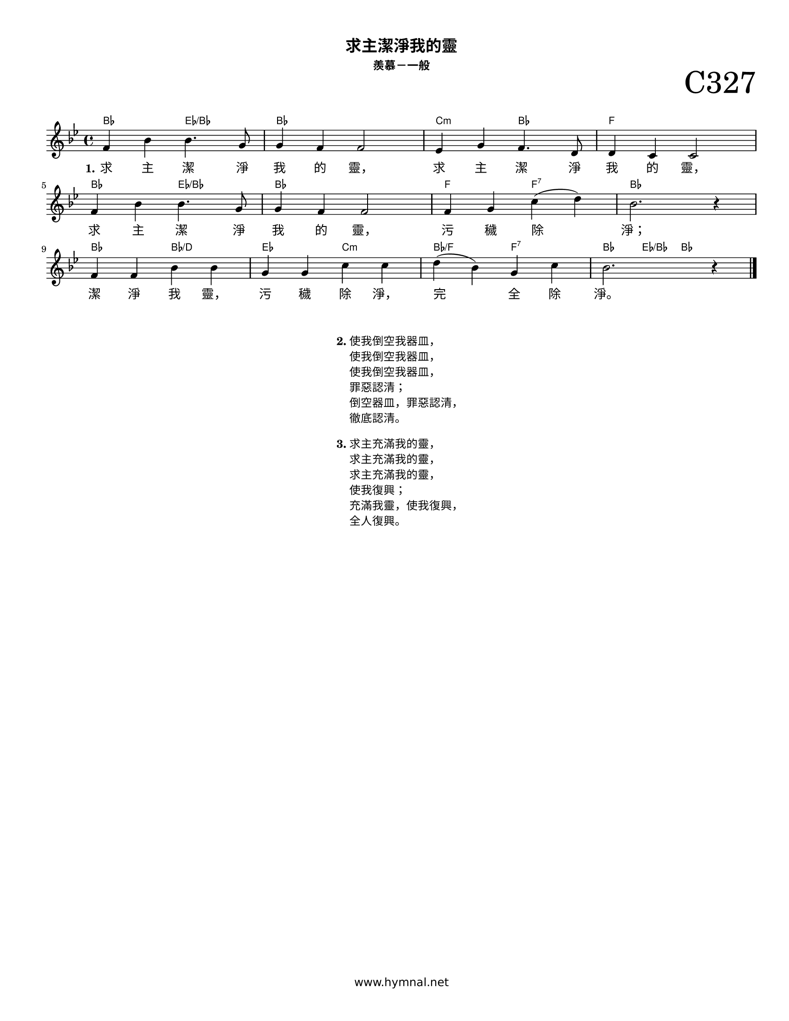 求主潔淨我的靈
羨慕－一般
C327
B♭ E♭/B♭ B♭ Cm B♭ F
1. 求 主 潔 淨 我 的 靈， 求 主 潔 淨 我 的 靈，
5 B♭ E♭/B♭ B♭ F F7 B♭
求 主 潔 淨 我 的 靈， 污 穢 除 淨；
9 B♭ B♭/D E♭ Cm B♭/F F7 B♭ E♭/B♭ B♭
潔 淨 我 靈， 污 穢 除 淨， 完 全 除 淨。
2. 使我倒空我器皿，
使我倒空我器皿，
使我倒空我器皿，
罪惡認清；
倒空器皿，罪惡認清，
徹底認清。
3. 求主充滿我的靈，
求主充滿我的靈，
求主充滿我的靈，
使我復興；
充滿我靈，使我復興，
全人復興。
www.hymnal.net